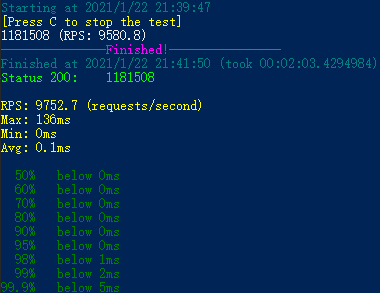 Starting at 2021/1/22 21:39:47
[Press C to stop the test]
1181508 (RPS: 9580.8)
---------------Finished!----------------
Finished at 2021/1/22 21:41:50 (took 00:02:03.4294984)
Status 200:    1181508

RPS: 9752.7 (requests/second)
Max: 136ms
Min: 0ms
Avg: 0.1ms

50%   below 0ms
60%   below 0ms
70%   below 0ms
80%   below 0ms
90%   below 0ms
95%   below 0ms
98%   below 1ms
99%   below 2ms
99.9%   below 5ms